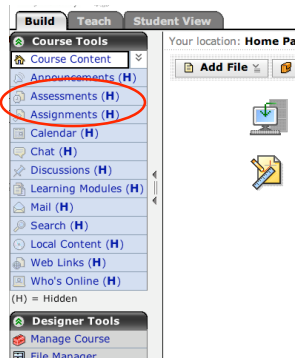 Build Teach Student View
Course Tools
Your location: Home Pa
Course Content
Add File
Announcements (H)
Assessments (H)
Assignments (H)
Calendar (H)
Chat (H)
Discussions (H)
Learning Modules (H)
Mail (H)
Search (H)
Local Content (H)
Web Links (H)
Who's Online (H)
(H) = Hidden
Designer Tools
Manage Course
File Manager